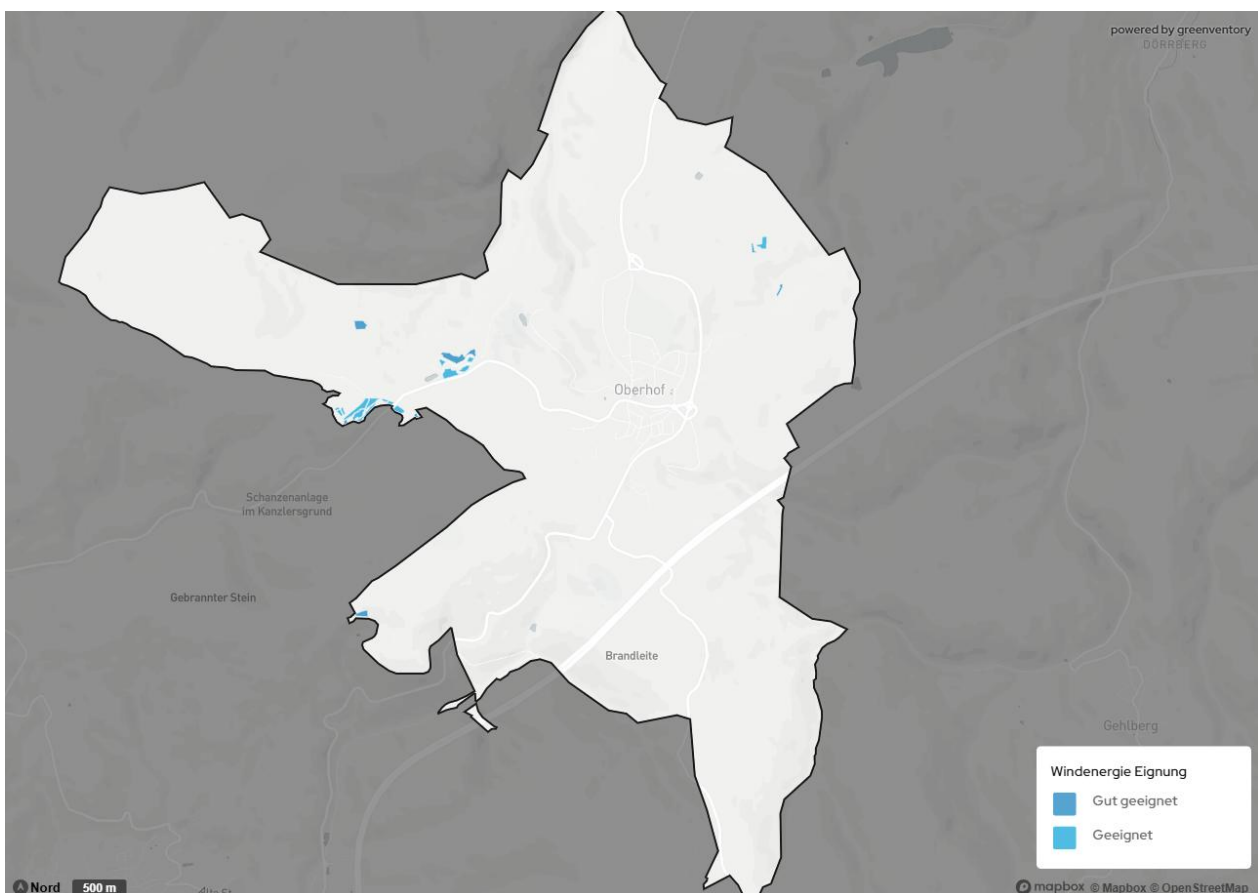 powered by greenventory
DÖRRBERG
Oberhof
Schanzenanlage
im Kanzlersgrund
Gebrannter Stein
Brandleite
Gehlberg
Windenergie Eignung
Gut geeignet
Geeignet
Nord
500 m
mapbox © Mapbox © OpenStreetMap